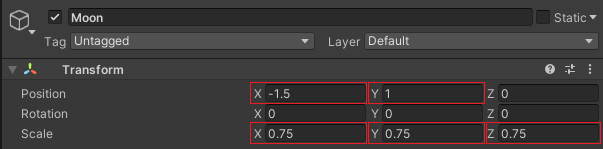 Moon Static
Tag Untagged Layer Default
Transform
Position X -1.5 Y 1 Z 0
Rotation X 0 Y 0 Z 0
Scale X 0.75 Y 0.75 Z 0.75